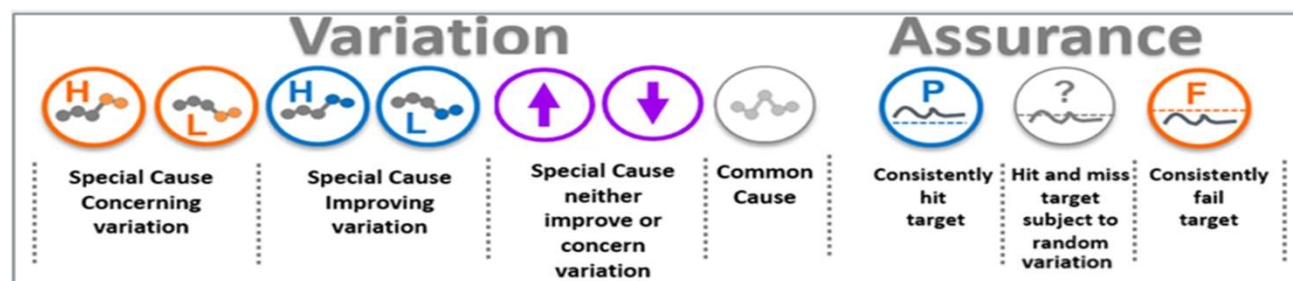 Variation
Assurance
H
L
H
L
P
?
F
Special Cause
Concerning
variation
Special Cause
Improving
variation
Special Cause
neither
improve or
concern
variation
Common
Cause
Consistently
hit
target
Hit and miss
target
subject to
random
variation
Consistently
fail
target